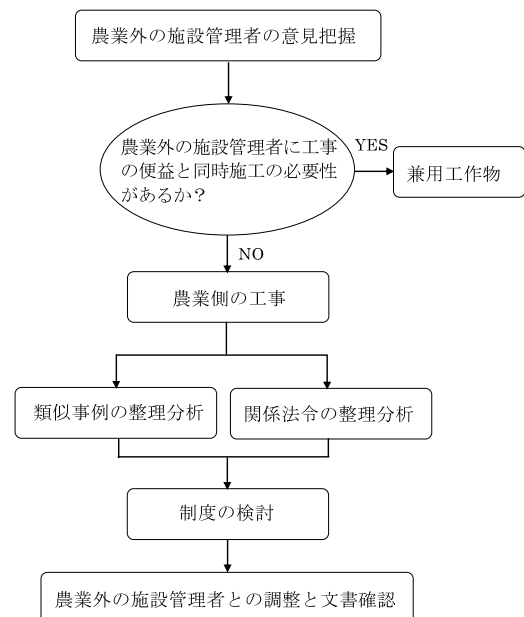 農業外の施設管理者の意見把握
農業外の施設管理者に工事
の便益と同時施工の必要性
があるか？
YES
兼用工作物
NO
農業側の工事
類似事例の整理分析
関係法令の整理分析
制度の検討
農業外の施設管理者との調整と文書確認